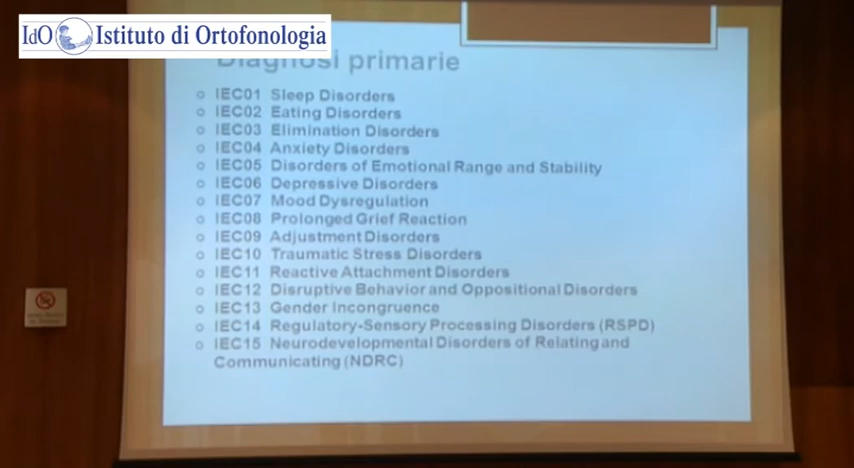 IdO Istituto di Ortofonologia
Diagnosi primarie
IEC01 Sleep Disorders
IEC02 Eating Disorders
IEC03 Elimination Disorders
IEC04 Anxiety Disorders
IEC05 Disorders of Emotional Range and Stability
IEC06 Depressive Disorders
IEC07 Mood Dysregulation
IEC08 Prolonged Grief Reaction
IEC09 Adjustment Disorders
IEC10 Traumatic Stress Disorders
IEC11 Reactive Attachment Disorders
IEC12 Disruptive Behavior and Oppositional Disorders
IEC13 Gender Incongruence
IEC14 Regulatory-Sensory Processing Disorders (RSPD)
IEC15 Neurodevelopmental Disorders of Relating and
Communicating (NDRC)